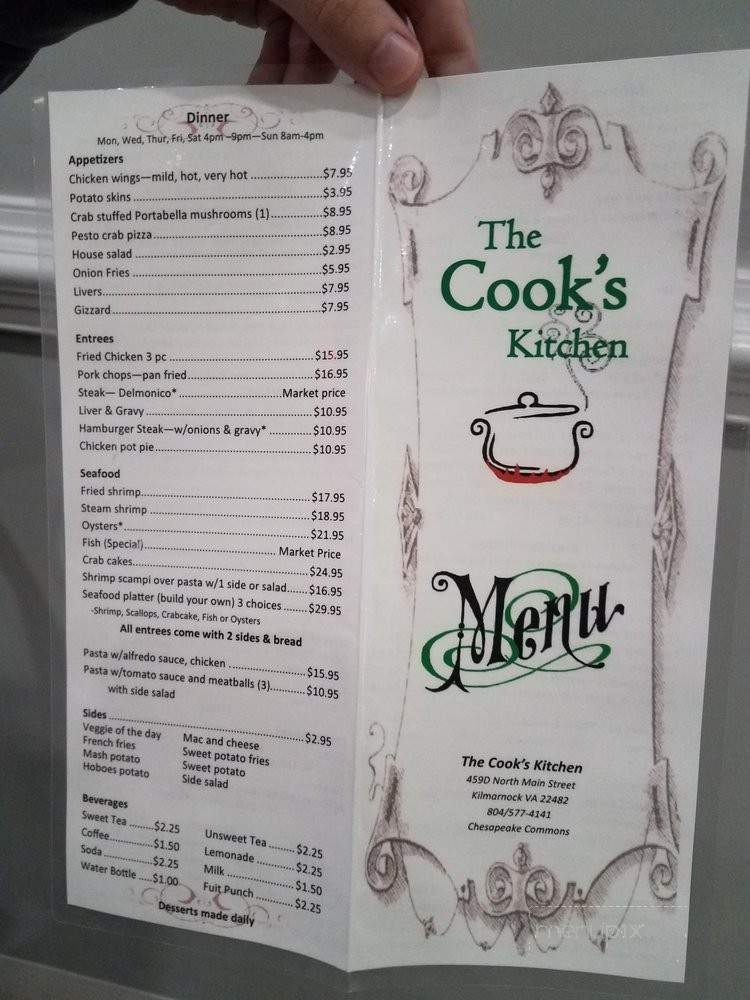 Dinner
Mon, Wed, Thur, Fri, Sat 4pm –9pm—Sun 8am-4pm
Appetizers
Chicken wings—mild, hot, very hot ........................$7.95
Potato skins ........................$3.95
Crab stuffed Portabella mushrooms (1)................$8.95
Pesto crab pizza........................$8.95
House salad ........................$2.95
Onion Fries ........................$5.95
Livers........................$7.95
Gizzard........................$7.95
Entrees
Fried Chicken 3 pc ........................$15.95
Pork chops—pan fried........................$16.95
Steak— Delmonico*........................Market price
Liver & Gravy........................$10.95
Hamburger Steak—w/onions & gravy* ................$10.95
Chicken pot pie........................$10.95
Seafood
Fried shrimp........................$17.95
Steam shrimp ........................$18.95
Oysters*........................$21.95
Fish (Special)........................ Market Price
Crab cakes........................$24.95
Shrimp scampi over pasta w/1 side or salad.......$16.95
Seafood platter (build your own) 3 choices ........$29.95
-Shrimp, Scallops, Crabcake, Fish or Oysters
All entrees come with 2 sides & bread
Pasta w/alfredo sauce, chicken ........................$15.95
Pasta w/tomato sauce and meatballs (3)............$10.95
with side salad
Sides ........................$2.95
Veggie of the day Mac and cheese
French fries Sweet potato fries
Mash potato Sweet potato
Hoboes potato Side salad
Beverages
Sweet Tea ........$2.25 Unsweet Tea ........$2.25
Coffee............$1.50 Lemonade ............$2.25
Soda ............$2.25 Milk ............$1.50
Water Bottle ....$1.00 Fuit Punch ............$2.25
Desserts made daily
The
Cook's
Kitchen
Menu
The Cook's Kitchen
459D North Main Street
Kilmarnock VA 22482
804/577-4141
Chesapeake Commons
menupix